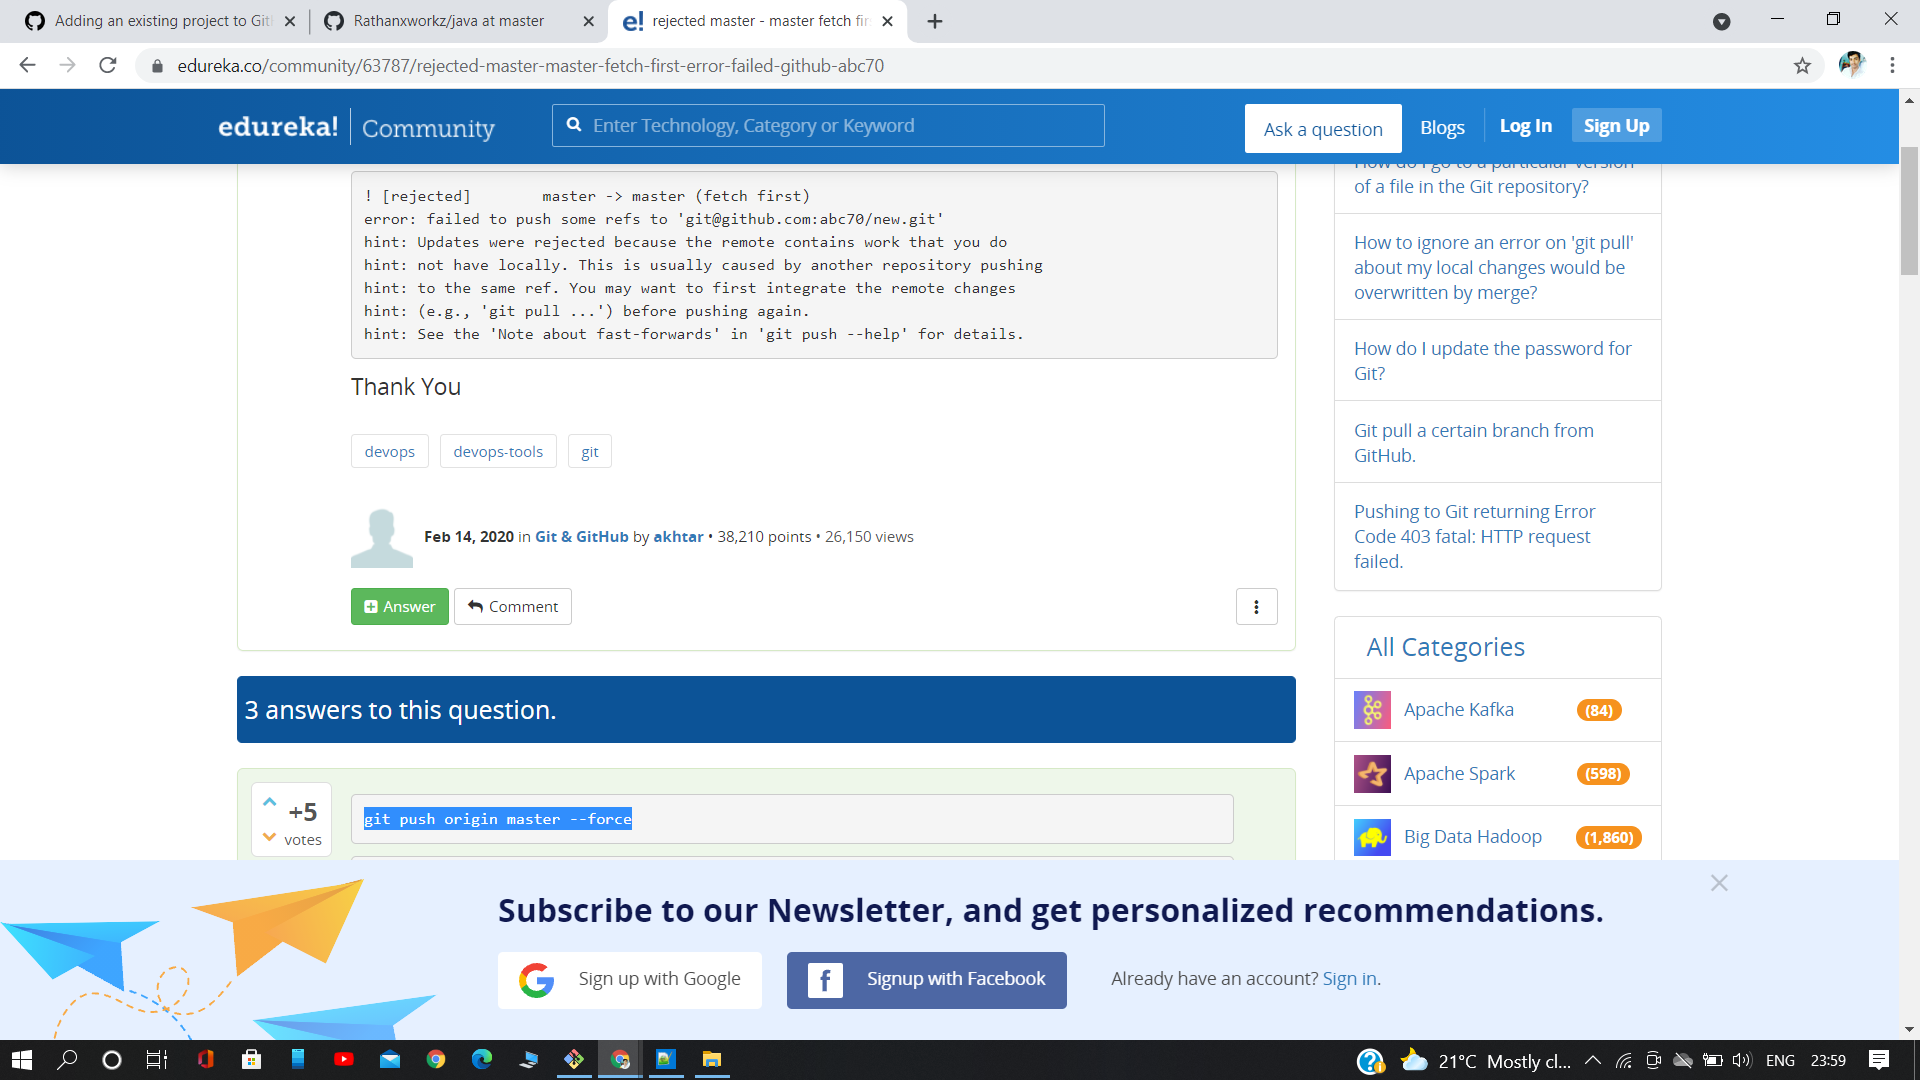 Adding an existing project to Git
Rathanxworkz/java at master
e! rejected master - master fetch fir
edureka.co/community/63787/rejected-master-master-fetch-first-error-failed-github-abc70
edureka! Community
Enter Technology, Category or Keyword
Ask a question
Blogs
Log In
Sign Up
! [rejected]        master -> master (fetch first)
error: failed to push some refs to 'git@github.com:abc70/new.git'
hint: Updates were rejected because the remote contains work that you do
hint: not have locally. This is usually caused by another repository pushing
hint: to the same ref. You may want to first integrate the remote changes
hint: (e.g., 'git pull ...') before pushing again.
hint: See the 'Note about fast-forwards' in 'git push --help' for details.
Thank You
devops devops-tools git
Feb 14, 2020 in Git & GitHub by akhtar • 38,210 points • 26,150 views
Answer Comment
3 answers to this question.
+5
votes
git push origin master --force
How do I go to a particular version
of a file in the Git repository?
How to ignore an error on 'git pull'
about my local changes would be
overwritten by merge?
How do I update the password for
Git?
Git pull a certain branch from
GitHub.
Pushing to Git returning Error
Code 403 fatal: HTTP request
failed.
All Categories
Apache Kafka (84)
Apache Spark (598)
Big Data Hadoop (1,860)
Subscribe to our Newsletter, and get personalized recommendations.
Sign up with Google
Signup with Facebook
Already have an account? Sign in.
21°C Mostly cl... ENG 23:59